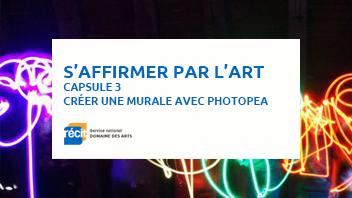 S'AFFIRMER PAR L'ART
CAPSULE 3
CRÉER UNE MURALE AVEC PHOTOPEA
récit
Service national
DOMAINE DES ARTS